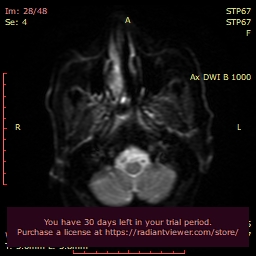 Im: 28/48
Se: 4
STP67
STP67
F
A
Ax DWI B 1000
R
L
You have 30 days left in your trial period.
Purchase a license at https://radiantviewer.com/store/